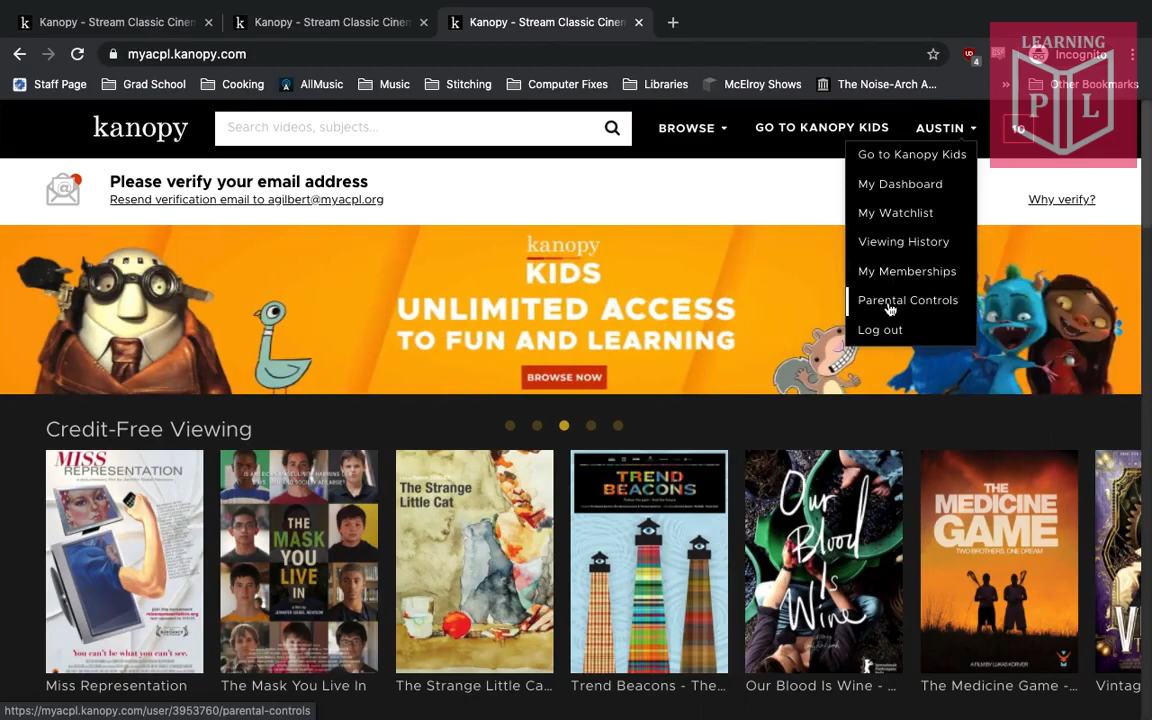 Kanopy - Stream Classic Cinem
Kanopy - Stream Classic Cinem
Kanopy - Stream Classic Cinem
myacpl.kanopy.com
Incognito
4
Staff Page
Grad School
Cooking
AllMusic
Music
Stitching
Computer Fixes
Libraries
McElroy Shows
The Noise-Arch A...
Other Bookmarks
LEARNING
P L
kanopy
Search videos, subjects...
BROWSE
GO TO KANOPY KIDS
AUSTIN
10
Go to Kanopy Kids
My Dashboard
My Watchlist
Viewing History
My Memberships
Parental Controls
Log out
Please verify your email address
Resend verification email to agilbert@myacpl.org
Why verify?
kanopy
KIDS
UNLIMITED ACCESS
TO FUN AND LEARNING
BROWSE NOW
Credit-Free Viewing
MISS
REPRESENTATION
You can't be what you can't see.
THE
MASK
YOU
LIVE
IN
The Strange
Little Cat
TREND
BEACONS
Our
Blood
Is
Wine
THE
MEDICINE
GAME
TWO BROTHERS, ONE DREAM
A FILM BY LUKAS KORVER
Miss Representation
The Mask You Live In
The Strange Little Ca...
Trend Beacons - The...
Our Blood Is Wine - ...
The Medicine Game -...
Vintag
https://myacpl.kanopy.com/user/3953760/parental-controls